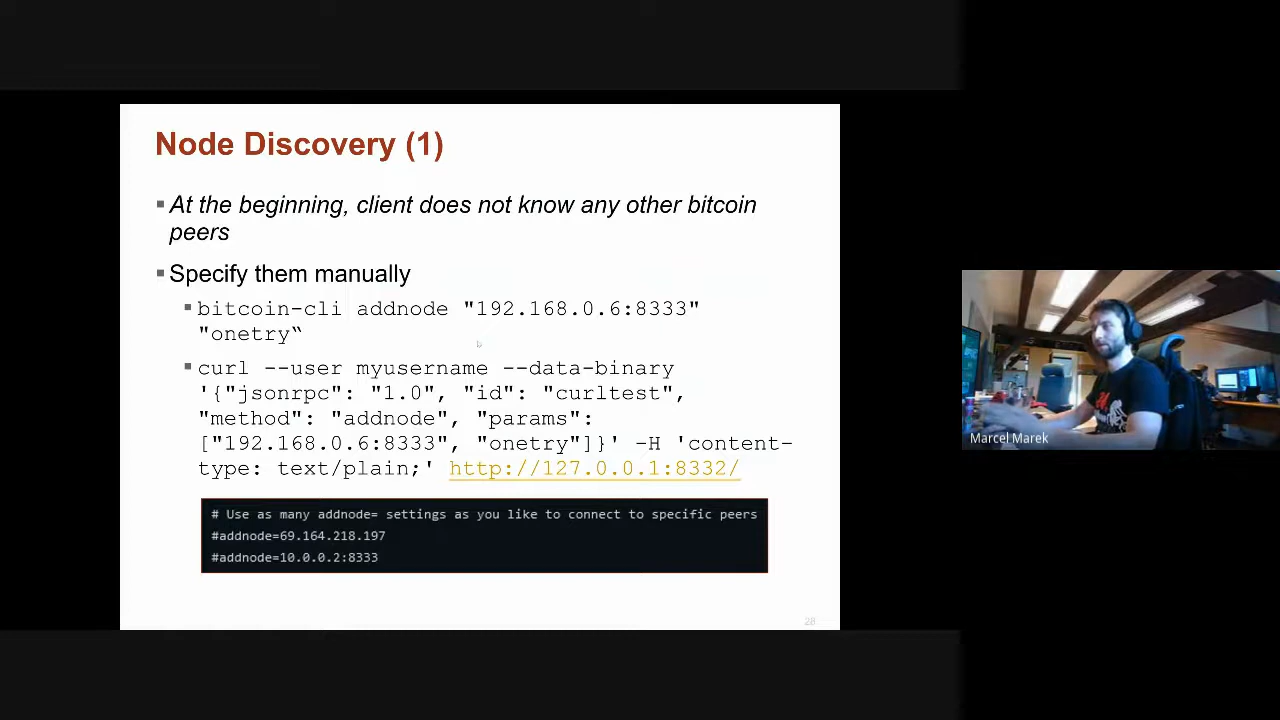 Node Discovery (1)
At the beginning, client does not know any other bitcoin
peers
Specify them manually
bitcoin-cli addnode "192.168.0.6:8333"
"onetry“
curl --user myusername --data-binary
'{"jsonrpc": "1.0", "id": "curltest",
"method": "addnode", "params":
["192.168.0.6:8333", "onetry"]}' -H 'content-
type: text/plain;' http://127.0.0.1:8332/
# Use as many addnode= settings as you like to connect to specific peers
#addnode=69.164.218.197
#addnode=10.0.0.2:8333
28
Marcel Marek